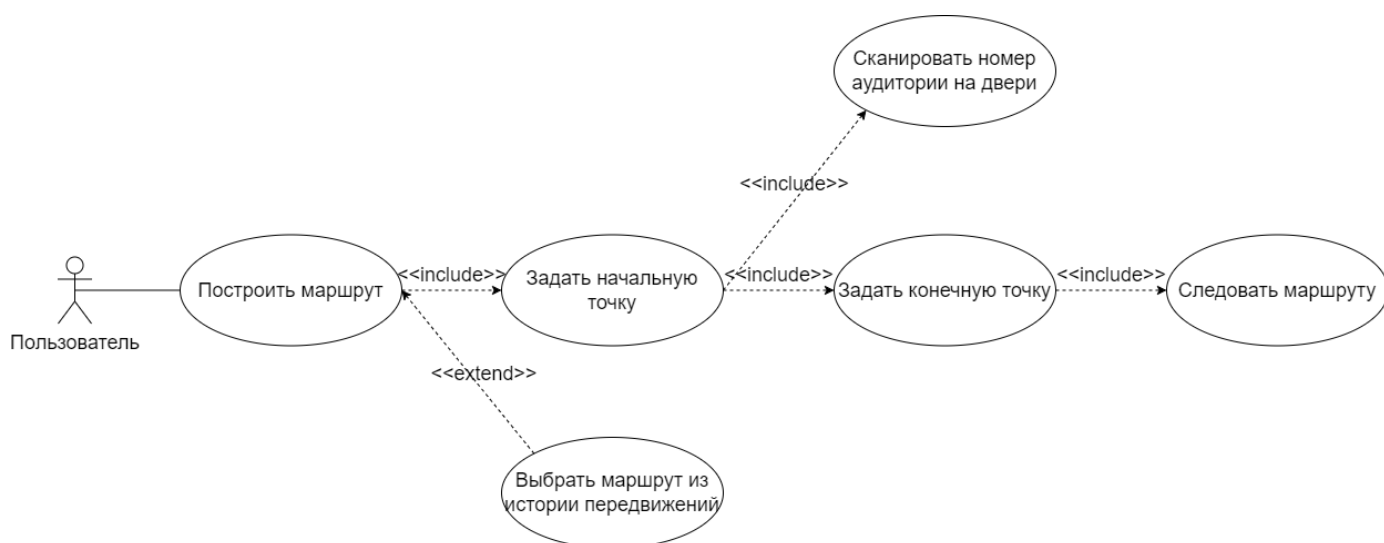 Сканировать номер
аудитории на двери
<<include>>
<<include>>
<<include>>
<<include>>
Построить маршрут
Задать начальную
точку
Задать конечную точку
Следовать маршруту
Пользователь
<<extend>>
Выбрать маршрут из
истории передвижений